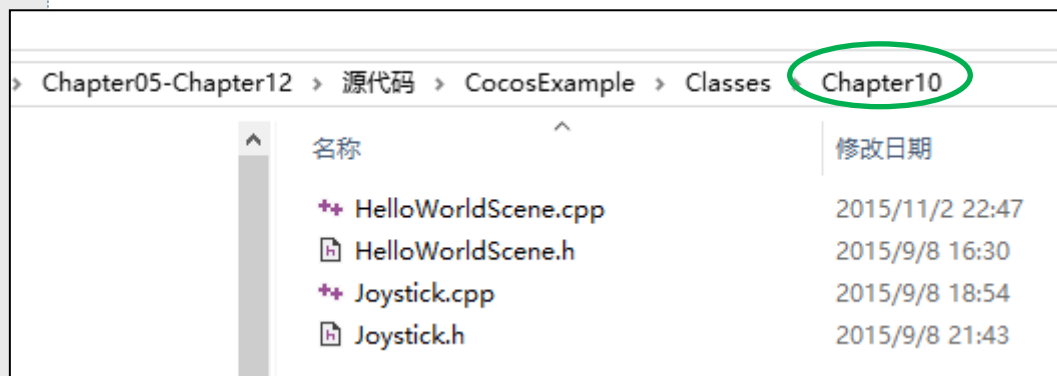 Chapter05-Chapter12 > 源代码 > CocosExample > Classes > Chapter10
名称 修改日期
HelloWorldScene.cpp 2015/11/2 22:47
HelloWorldScene.h 2015/9/8 16:30
Joystick.cpp 2015/9/8 18:54
Joystick.h 2015/9/8 21:43